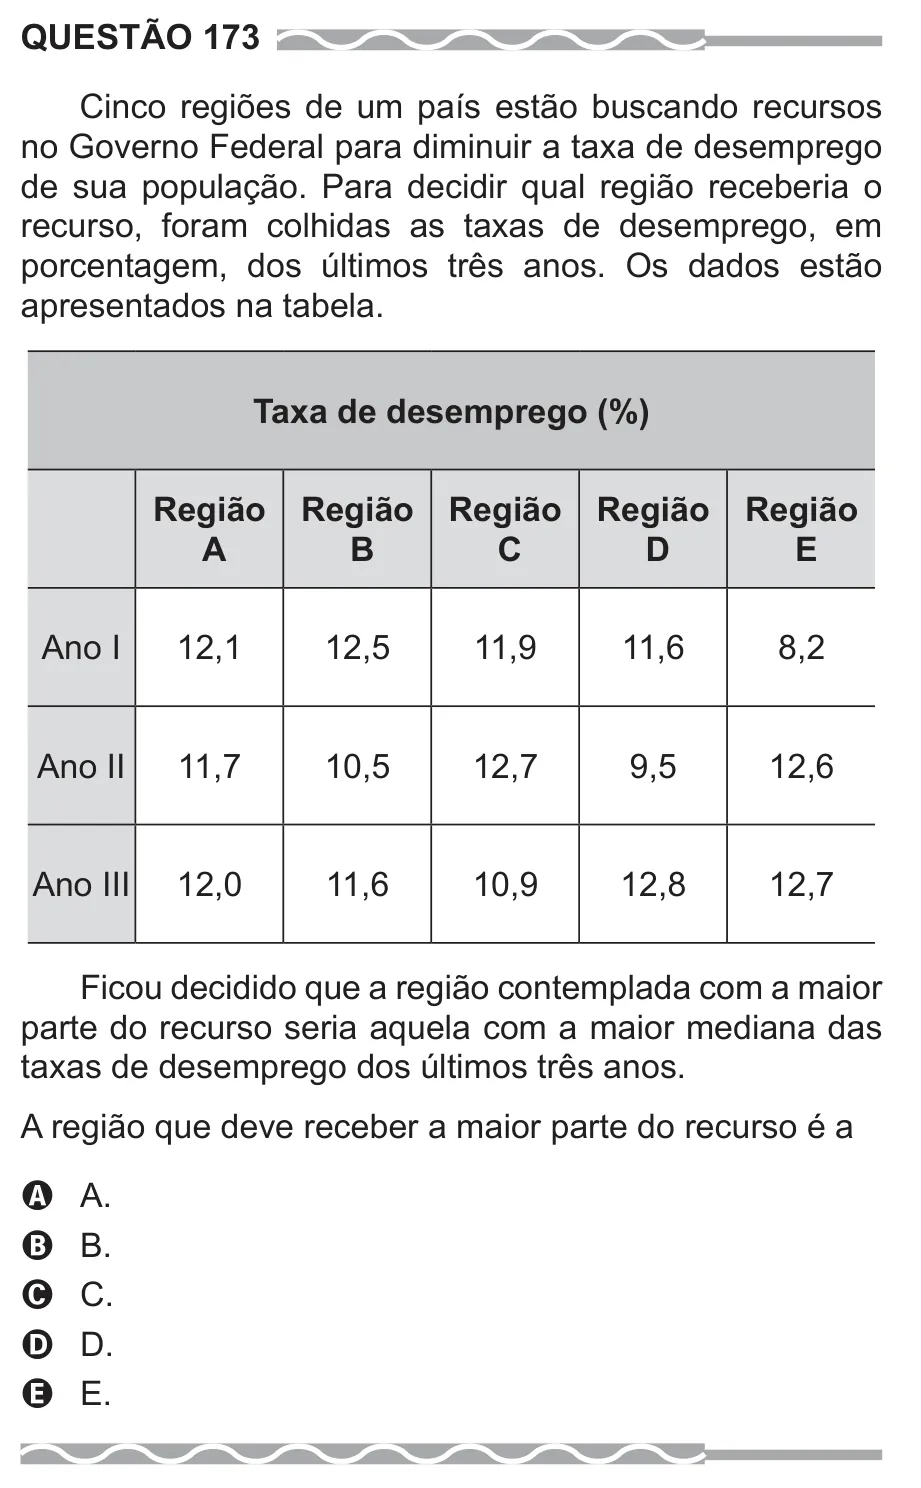 QUESTÃO 173
Cinco regiões de um país estão buscando recursos
no Governo Federal para diminuir a taxa de desemprego
de sua população. Para decidir qual região receberia o
recurso, foram colhidas as taxas de desemprego, em
porcentagem, dos últimos três anos. Os dados estão
apresentados na tabela.
Taxa de desemprego (%)
Região A Região B Região C Região D Região E
Ano I 12,1 12,5 11,9 11,6 8,2
Ano II 11,7 10,5 12,7 9,5 12,6
Ano III 12,0 11,6 10,9 12,8 12,7
Ficou decidido que a região contemplada com a maior
parte do recurso seria aquela com a maior mediana das
taxas de desemprego dos últimos três anos.
A região que deve receber a maior parte do recurso é a
A A.
B B.
C C.
D D.
E E.